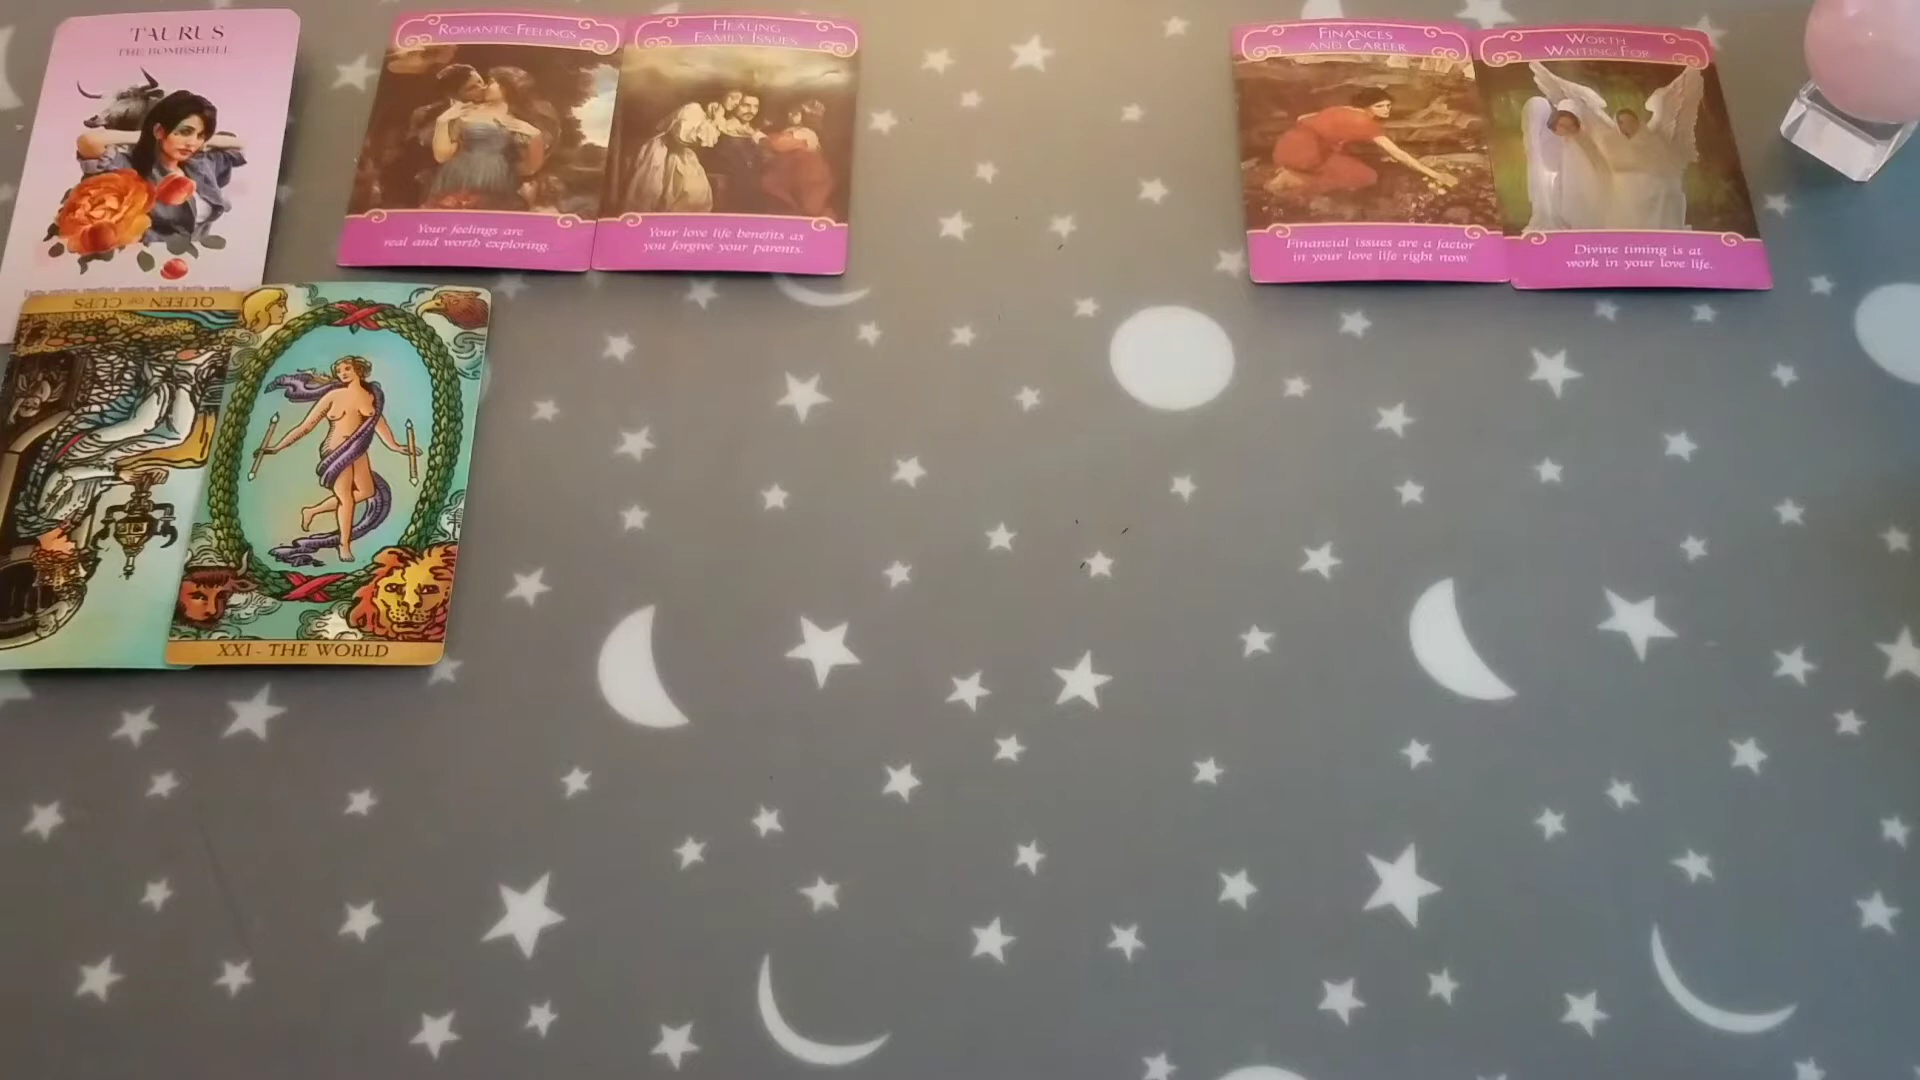 TAURUS
THE BOMBSHELL
ROMANTIC FEELINGS
Your feelings are
real and worth exploring.
HEALING
FAMILY ISSUES
Your love life benefits as
you forgive your parents.
FINANCES
AND CAREER
Financial issues are a factor
in your love life right now.
WORTH
WAITING FOR
Divine timing is at
work in your love life.
QUEEN OF CUPS
XXI - THE WORLD